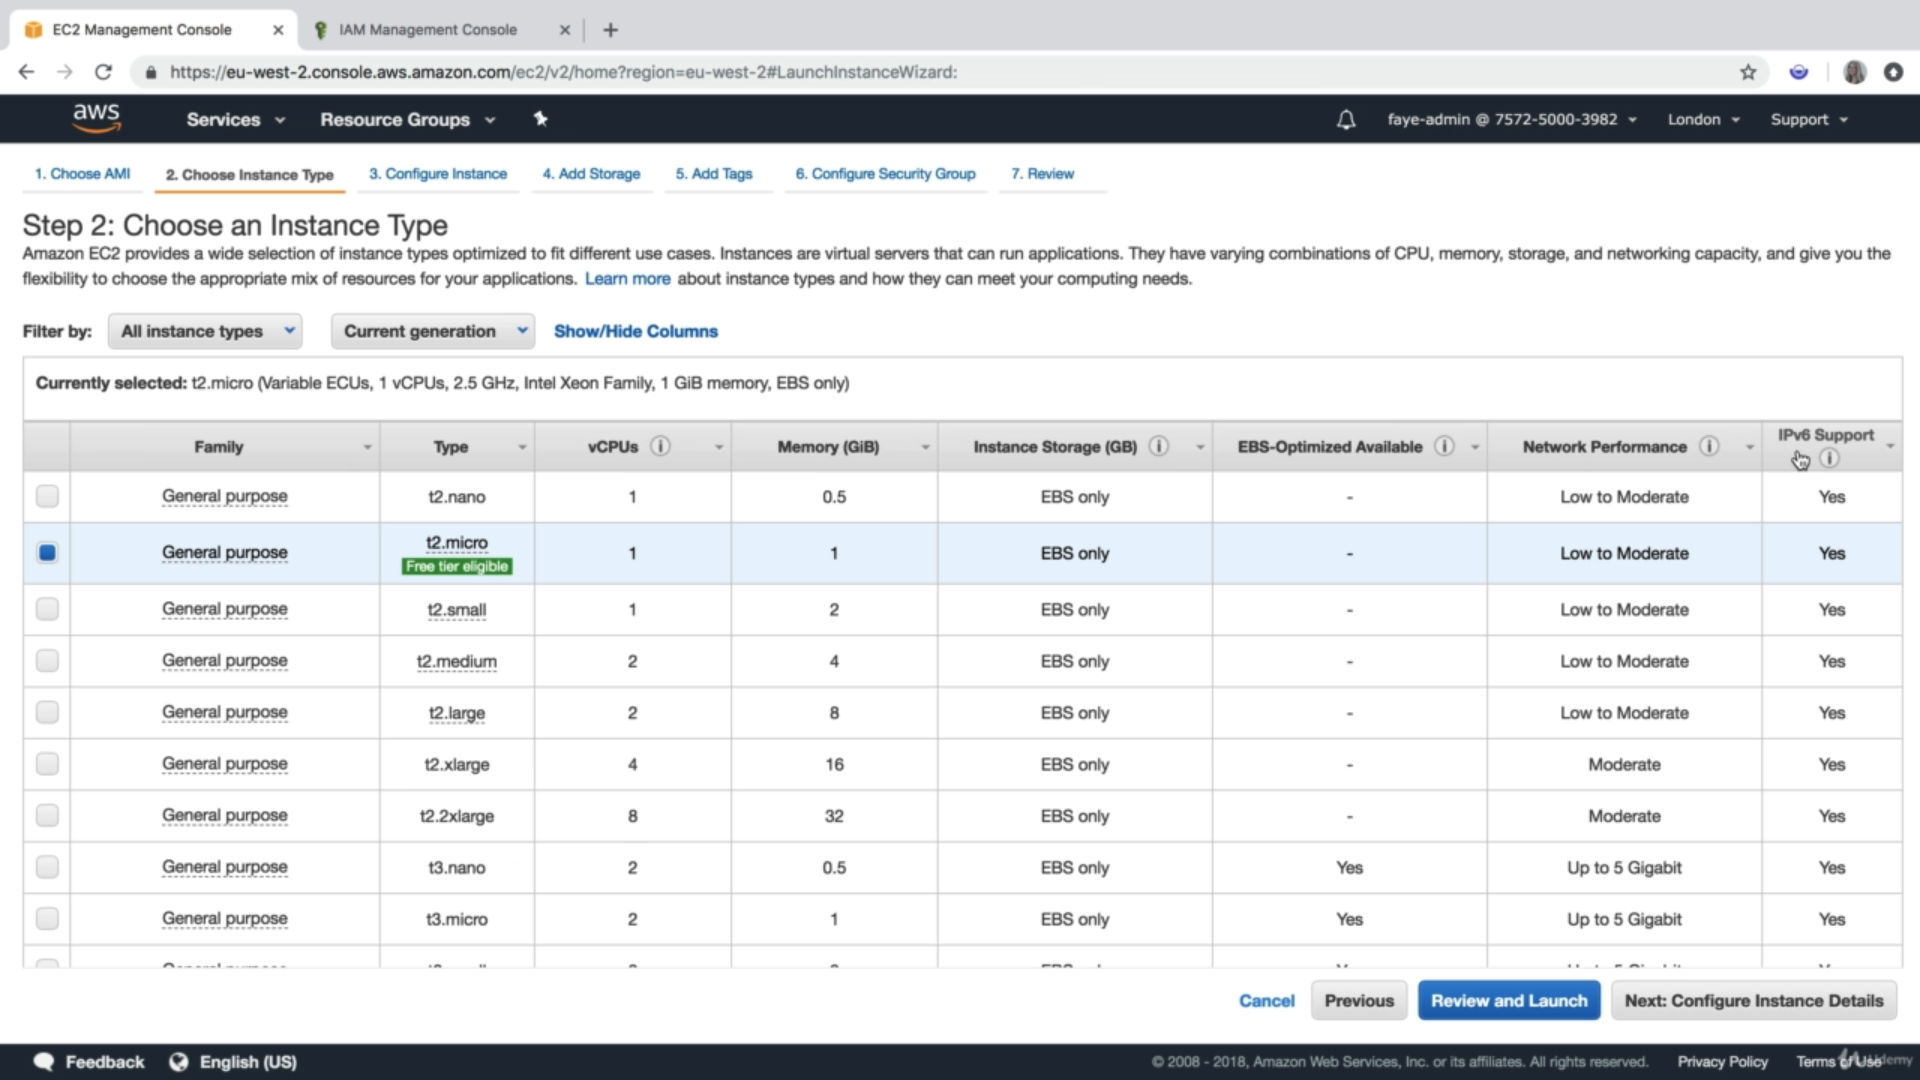 EC2 Management Console
IAM Management Console
https://eu-west-2.console.aws.amazon.com/ec2/v2/home?region=eu-west-2#LaunchInstanceWizard:
aws
Services
Resource Groups
faye-admin @ 7572-5000-3982
London
Support
1. Choose AMI
2. Choose Instance Type
3. Configure Instance
4. Add Storage
5. Add Tags
6. Configure Security Group
7. Review
Step 2: Choose an Instance Type
Amazon EC2 provides a wide selection of instance types optimized to fit different use cases. Instances are virtual servers that can run applications. They have varying combinations of CPU, memory, storage, and networking capacity, and give you the
flexibility to choose the appropriate mix of resources for your applications. Learn more about instance types and how they can meet your computing needs.
Filter by: All instance types Current generation Show/Hide Columns
Currently selected: t2.micro (Variable ECUs, 1 vCPUs, 2.5 GHz, Intel Xeon Family, 1 GiB memory, EBS only)
Family Type vCPUs Memory (GiB) Instance Storage (GB) EBS-Optimized Available Network Performance IPv6 Support
General purpose t2.nano 1 0.5 EBS only - Low to Moderate Yes
General purpose t2.micro 1 1 EBS only - Low to Moderate Yes
Free tier eligible
General purpose t2.small 1 2 EBS only - Low to Moderate Yes
General purpose t2.medium 2 4 EBS only - Low to Moderate Yes
General purpose t2.large 2 8 EBS only - Low to Moderate Yes
General purpose t2.xlarge 4 16 EBS only - Moderate Yes
General purpose t2.2xlarge 8 32 EBS only - Moderate Yes
General purpose t3.nano 2 0.5 EBS only Yes Up to 5 Gigabit Yes
General purpose t3.micro 2 1 EBS only Yes Up to 5 Gigabit Yes
Cancel
Previous
Review and Launch
Next: Configure Instance Details
Feedback
English (US)
© 2008 - 2018, Amazon Web Services, Inc. or its affiliates. All rights reserved.
Privacy Policy
Terms of Use